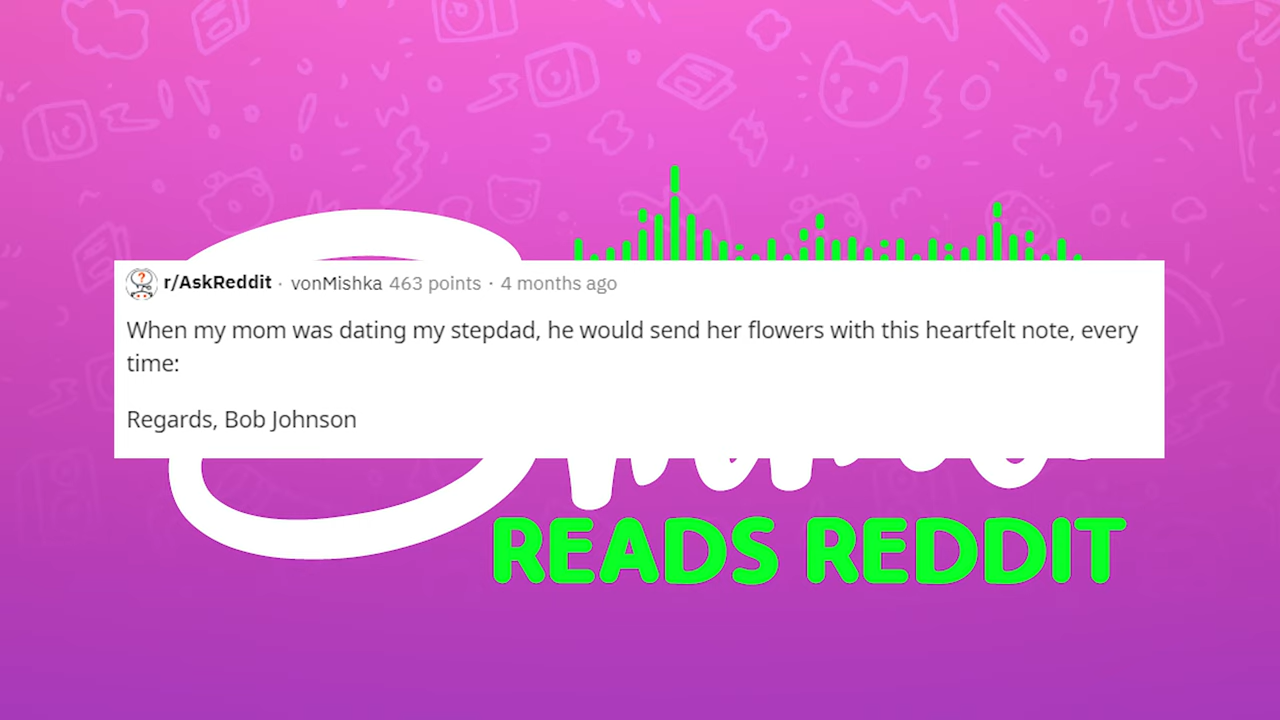 r/AskReddit · vonMishka 463 points · 4 months ago
When my mom was dating my stepdad, he would send her flowers with this heartfelt note, every
time:
Regards, Bob Johnson
READS REDDIT